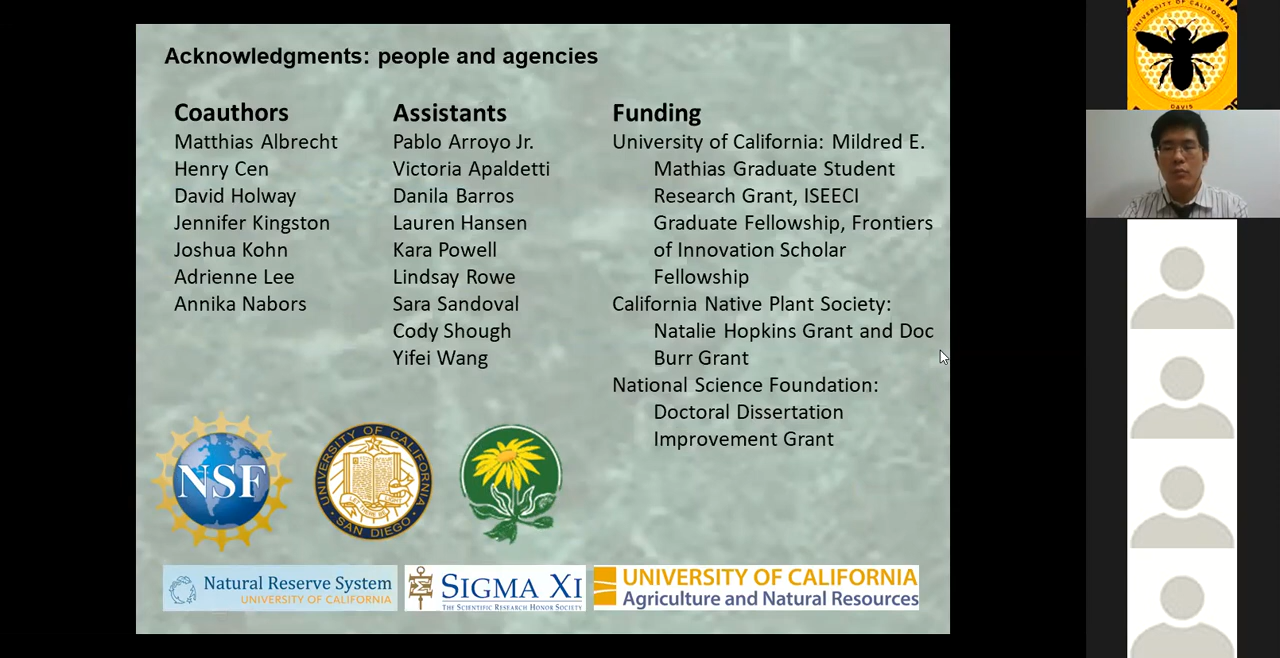 Acknowledgments: people and agencies
Coauthors
Matthias Albrecht
Henry Cen
David Holway
Jennifer Kingston
Joshua Kohn
Adrienne Lee
Annika Nabors
Assistants
Pablo Arroyo Jr.
Victoria Apaldetti
Danila Barros
Lauren Hansen
Kara Powell
Lindsay Rowe
Sara Sandoval
Cody Shough
Yifei Wang
Funding
University of California: Mildred E.
Mathias Graduate Student
Research Grant, ISEECI
Graduate Fellowship, Frontiers
of Innovation Scholar
Fellowship
California Native Plant Society:
Natalie Hopkins Grant and Doc
Burr Grant
National Science Foundation:
Doctoral Dissertation
Improvement Grant
NSF
UNIVERSITY OF CALIFORNIA
SAN DIEGO
Natural Reserve System
UNIVERSITY OF CALIFORNIA
SIGMA XI
THE SCIENTIFIC RESEARCH HONOR SOCIETY
UNIVERSITY OF CALIFORNIA
Agriculture and Natural Resources
UNIVERSITY OF CALIFORNIA
DAVIS